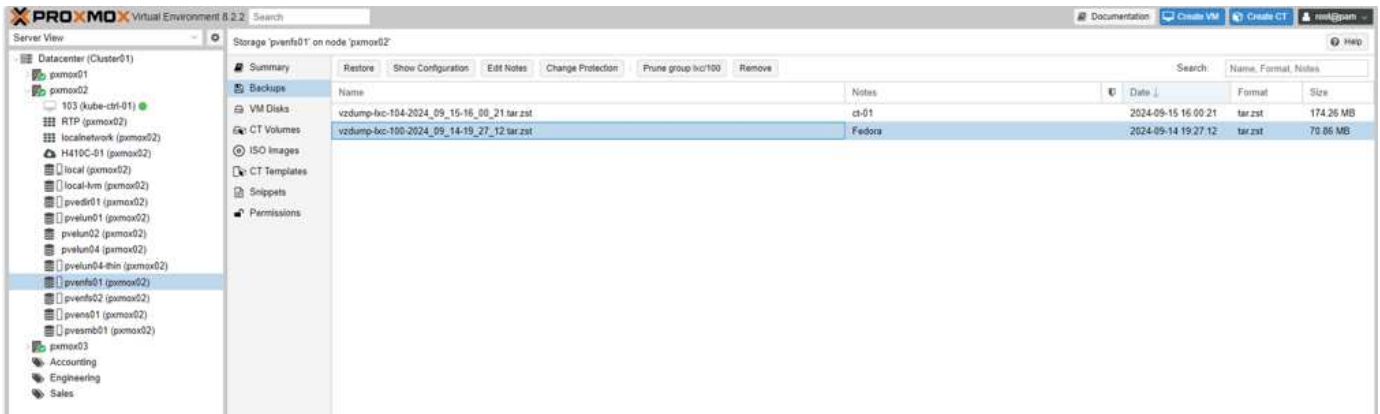 PROXMOX Virtual Environment 8.2.2 Search
Documentation Create VM Create CT root@pam
Server View
Storage 'pvenfs01' on node 'pxmox02'
Help
Datacenter (Cluster01)
pxmox01
pxmox02
103 (kube-ctrl-01)
RTP (pxmox02)
localnetwork (pxmox02)
H410C-01 (pxmox02)
local (pxmox02)
local-lvm (pxmox02)
pvedir01 (pxmox02)
pvelun01 (pxmox02)
pvelun02 (pxmox02)
pvelun04 (pxmox02)
pvelun04-thin (pxmox02)
pvenfs01 (pxmox02)
pvenfs02 (pxmox02)
pvens01 (pxmox02)
pvesmb01 (pxmox02)
pxmox03
Accounting
Engineering
Sales
Summary
Backups
VM Disks
CT Volumes
ISO Images
CT Templates
Snippets
Permissions
Restore Show Configuration Edit Notes Change Protection Prune group lxc/100 Remove Search: Name, Format, Notes
Name Notes Date Format Size
vzdump-lxc-104-2024_09_15-16_00_21.tar.zst ct-01 2024-09-15 16:00:21 tar.zst 174.26 MB
vzdump-lxc-100-2024_09_14-19_27_12.tar.zst Fedora 2024-09-14 19:27:12 tar.zst 70.86 MB